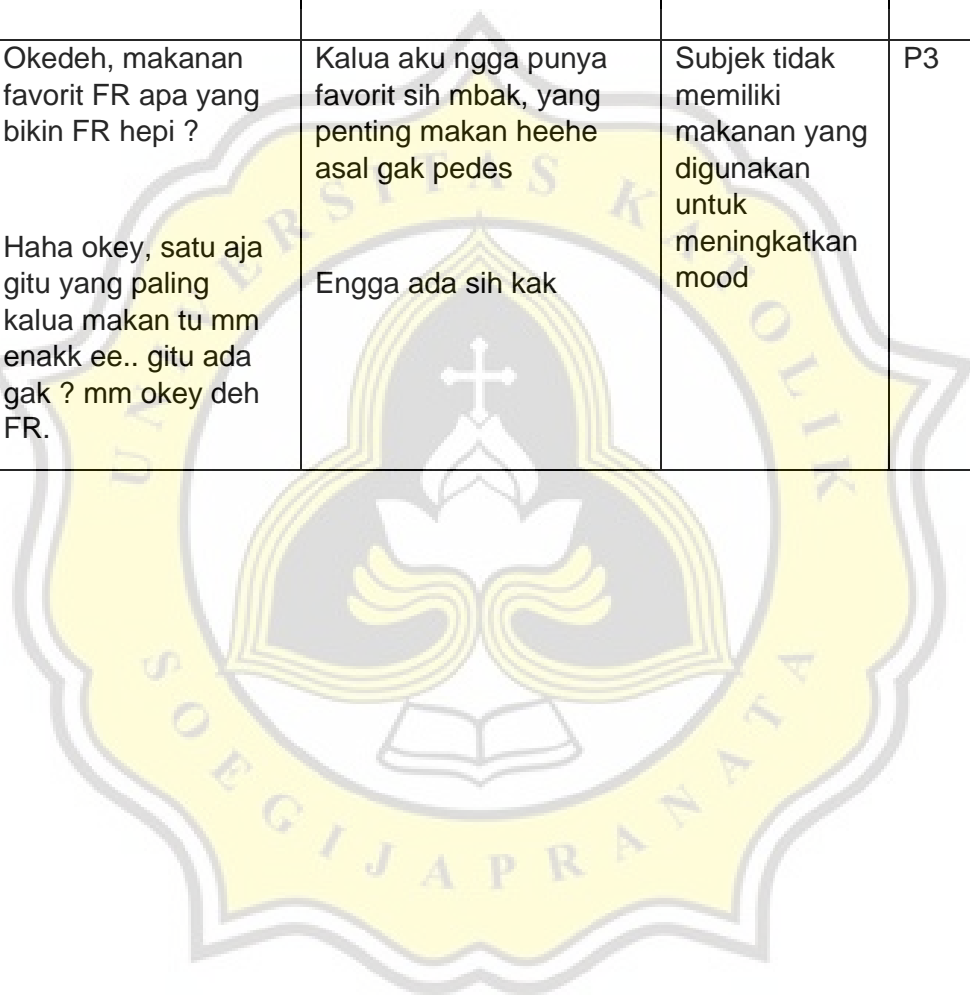 Okedeh, makanan
favorit FR apa yang
bikin FR hepi ?
Haha okey, satu aja
gitu yang paling
kalua makan tu mm
enakk ee.. gitu ada
gak ? mm okey deh
FR.
Kalua aku ngga punya
favorit sih mbak, yang
penting makan heehe
asal gak pedes
Engga ada sih kak
Subjek tidak
memiliki
makanan yang
digunakan
untuk
meningkatkan
mood
P3
UNIVERSITAS KATOLIK
SOEGIJAPRANATA